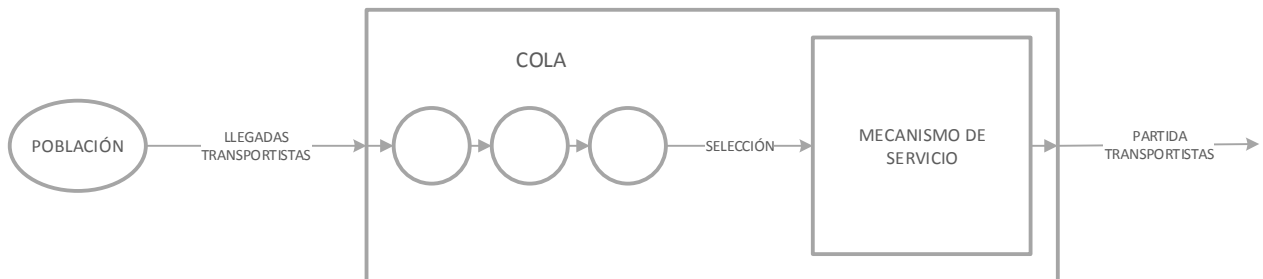 COLA
POBLACIÓN
LLEGADAS
TRANSPORTISTAS
SELECCIÓN
MECANISMO DE
SERVICIO
PARTIDA
TRANSPORTISTAS